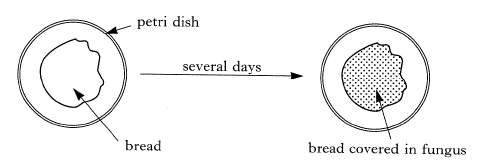 petri dish
several days
bread
bread covered in fungus